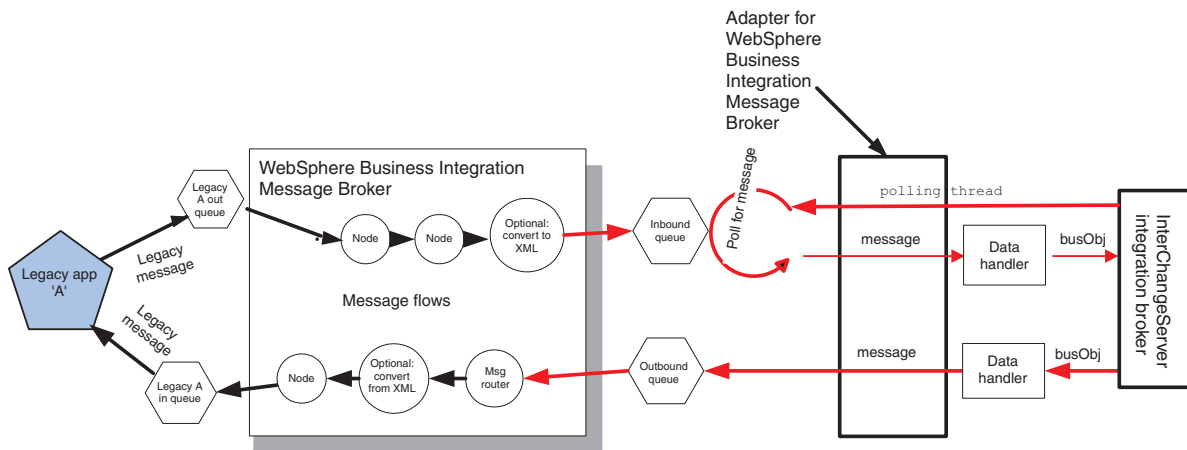 Adapter for
WebSphere
Business
Integration
Message
Broker
WebSphere Business Integration
Message Broker
Legacy
A out
queue
Legacy
message
Legacy app
'A'
Node
Node
Optional:
convert to
XML
Inbound
queue
Poll for message
polling thread
message
Data
handler
busObj
InterChangeServer
integration broker
Message flows
Legacy
message
Legacy A
in queue
Node
Optional:
convert
from XML
Msg
router
Outbound
queue
message
Data
handler
busObj